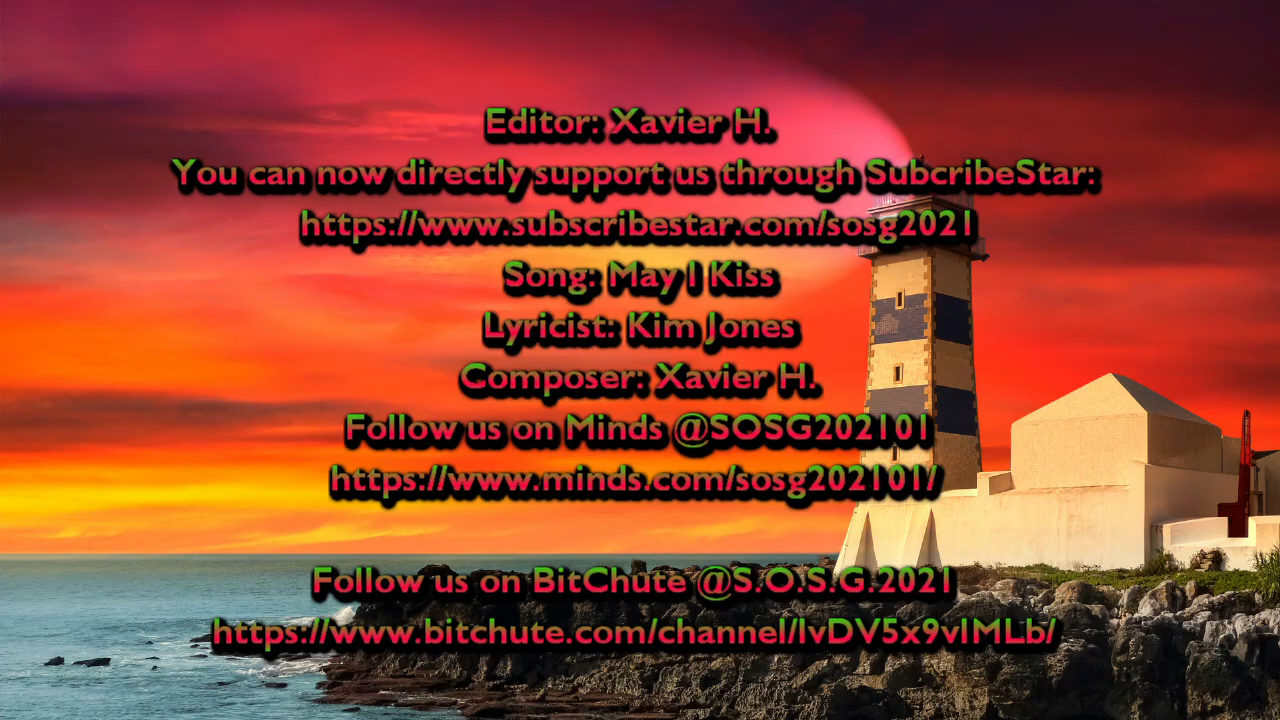 Editor: Xavier H.
You can now directly support us through SubcribeStar:
https://www.subscribestar.com/sosg2021
Song: May I Kiss
Lyricist: Kim Jones
Composer: Xavier H.
Follow us on Minds @SOSG202101
https://www.minds.com/sosg202101/
Follow us on BitChute @S.O.S.G.2021
https://www.bitchute.com/channel/IvDV5x9vIMLb/